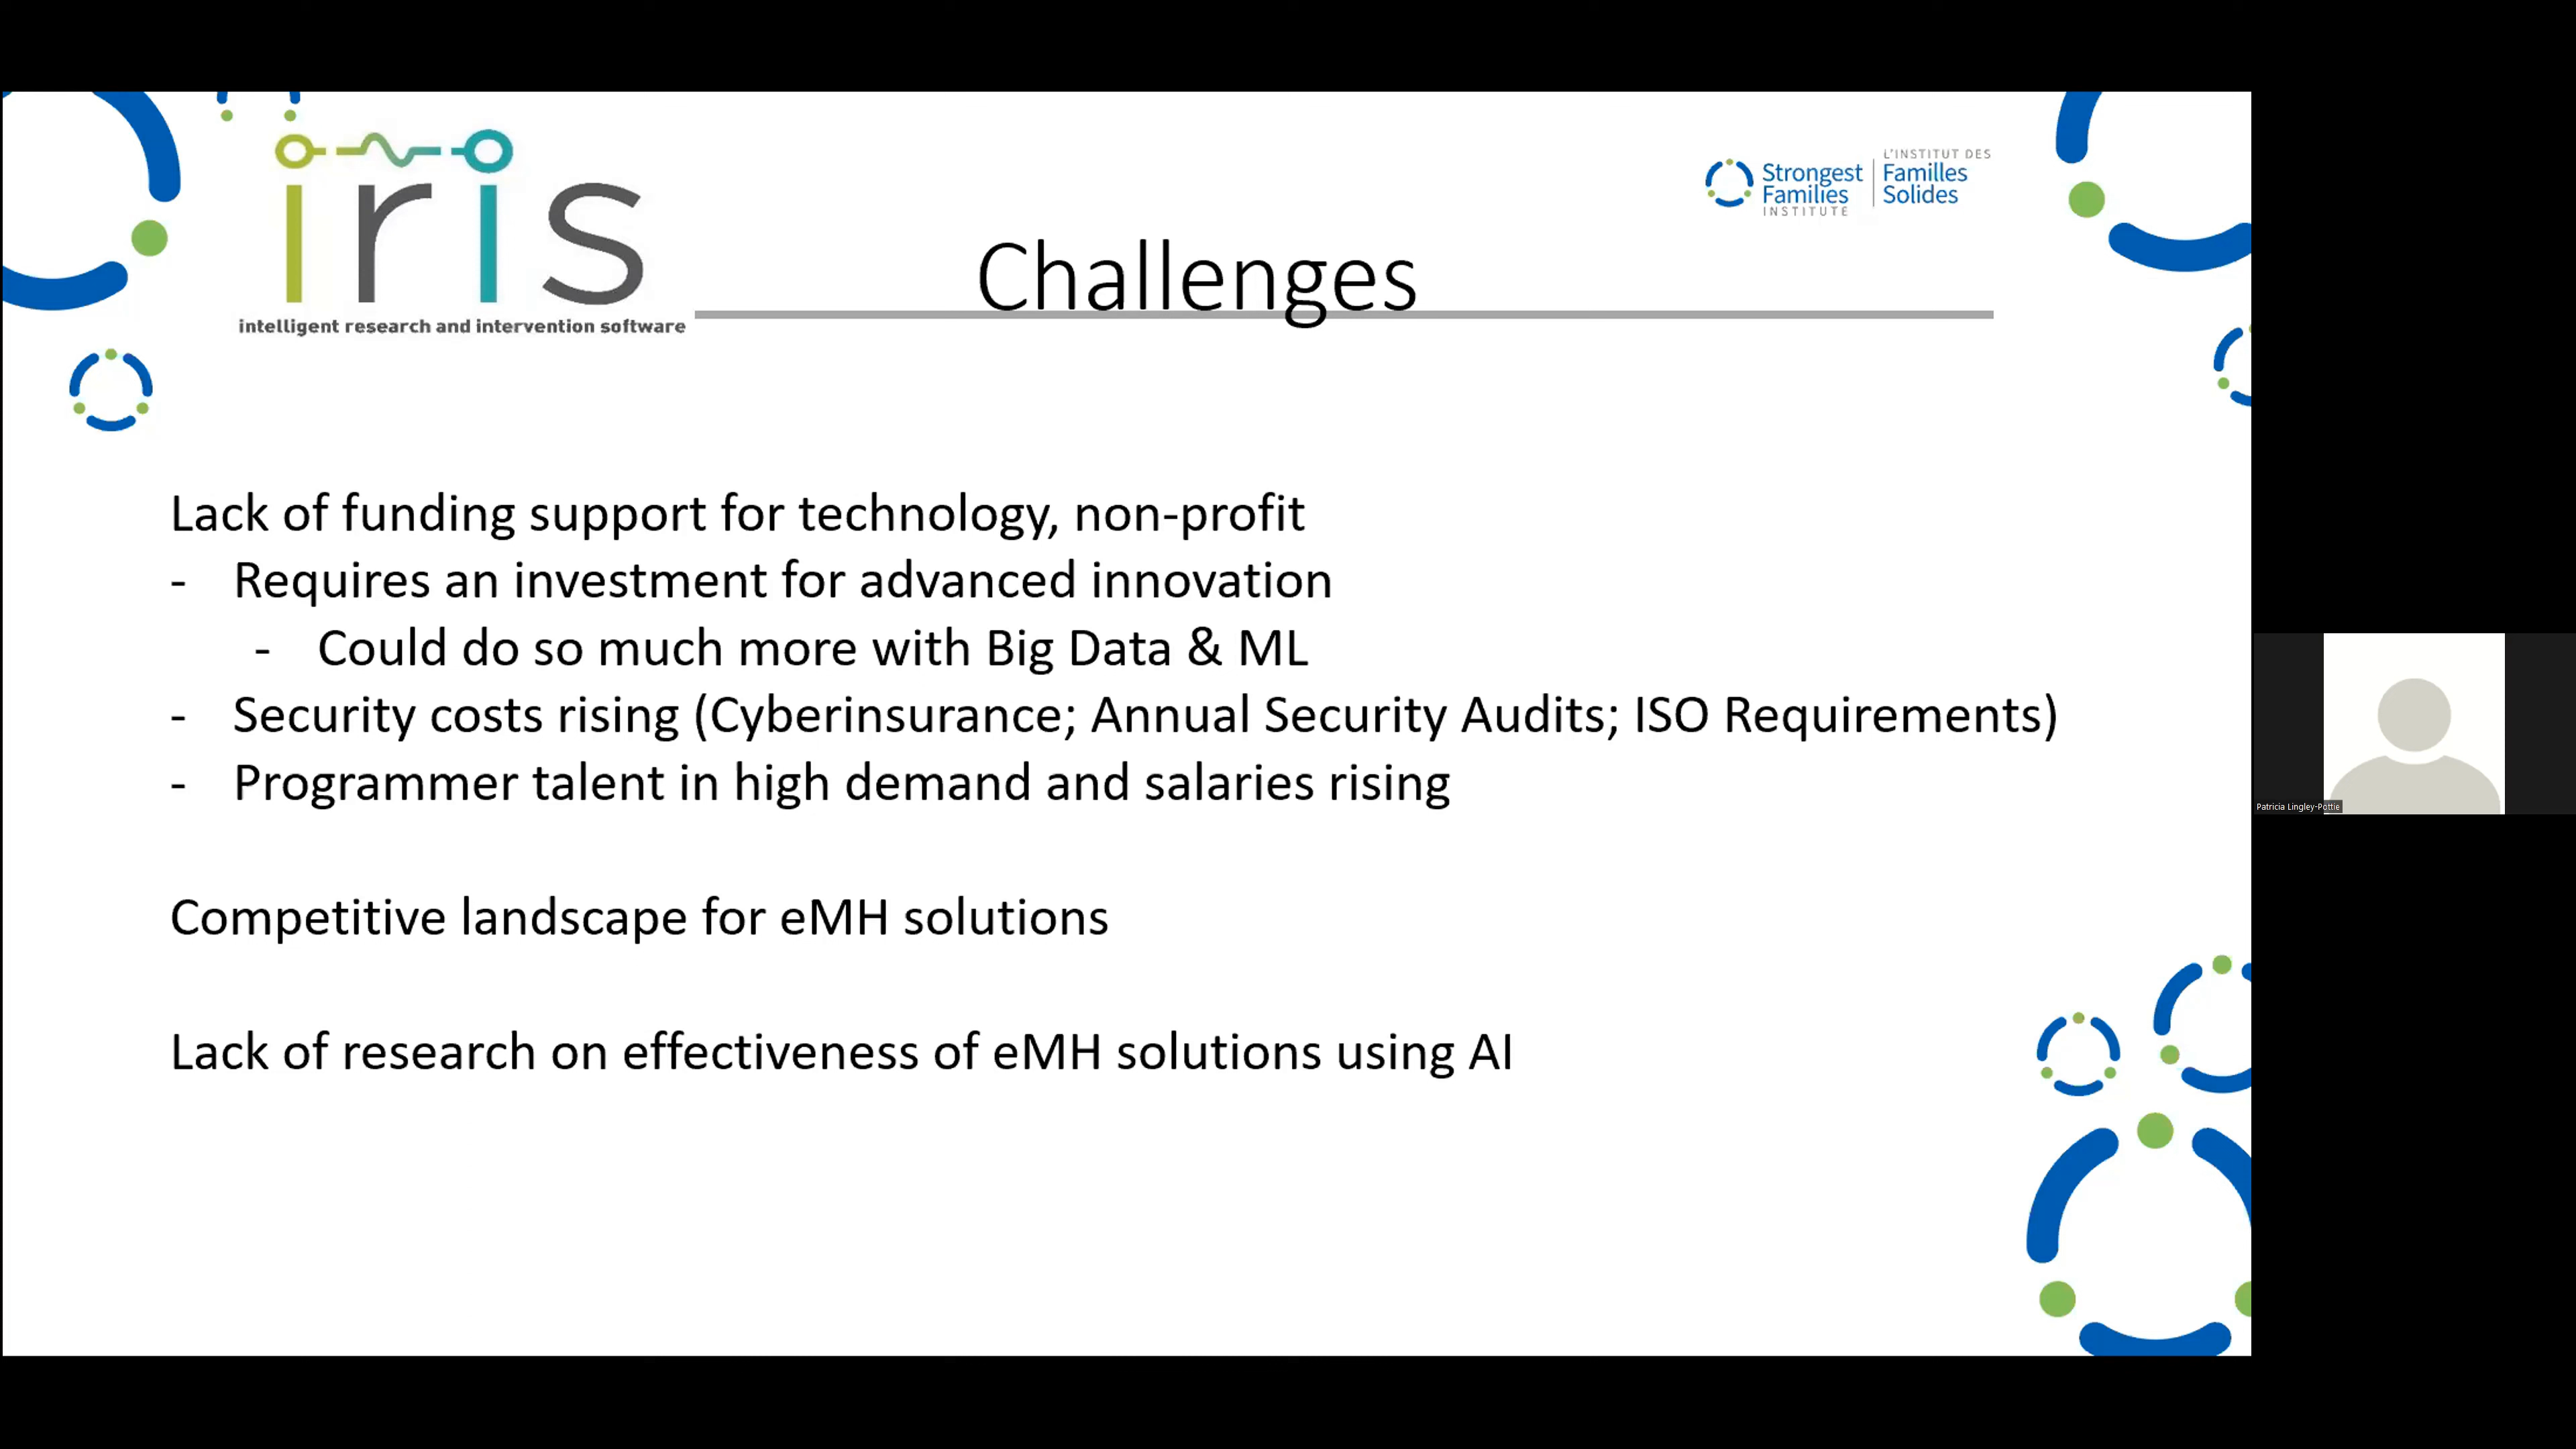 iris
intelligent research and intervention software
Strongest
Families
INSTITUTE
L'INSTITUT DES
Familles
Solides
Challenges
Lack of funding support for technology, non-profit
- Requires an investment for advanced innovation
- Could do so much more with Big Data & ML
- Security costs rising (Cyberinsurance; Annual Security Audits; ISO Requirements)
- Programmer talent in high demand and salaries rising
Competitive landscape for eMH solutions
Lack of research on effectiveness of eMH solutions using AI
Patricia Lingley-Pottie